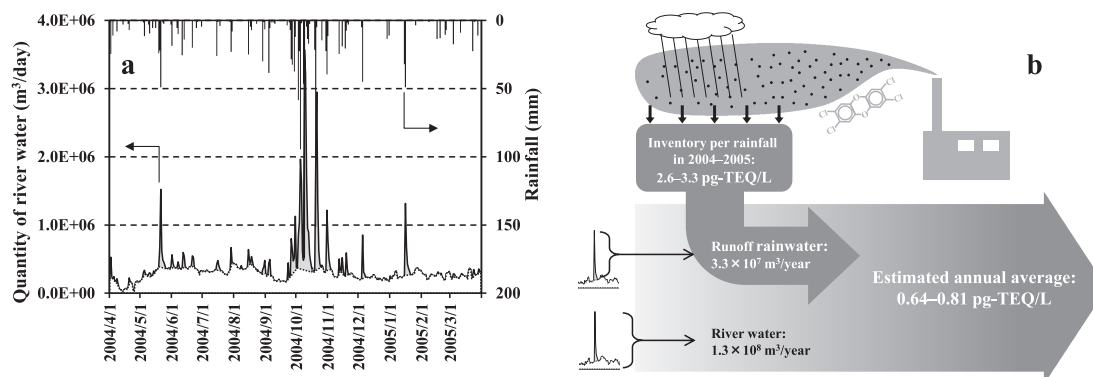 a
Quantity of river water (m³/day)
4.0E+06
3.0E+06
2.0E+06
1.0E+06
0.0E+00
0
50
100
150
200
Rainfall (mm)
2004/4/1
2004/5/1
2004/6/1
2004/7/1
2004/8/1
2004/9/1
2004/10/1
2004/11/1
2004/12/1
2005/1/1
2005/2/1
2005/3/1
b
Cl
Cl
O
O
Cl
Cl
Inventory per rainfall
in 2004–2005:
2.6–3.3 pg-TEQ/L
Runoff rainwater:
3.3 × 10⁷ m³/year
Estimated annual average:
0.64–0.81 pg-TEQ/L
River water:
1.3 × 10⁸ m³/year